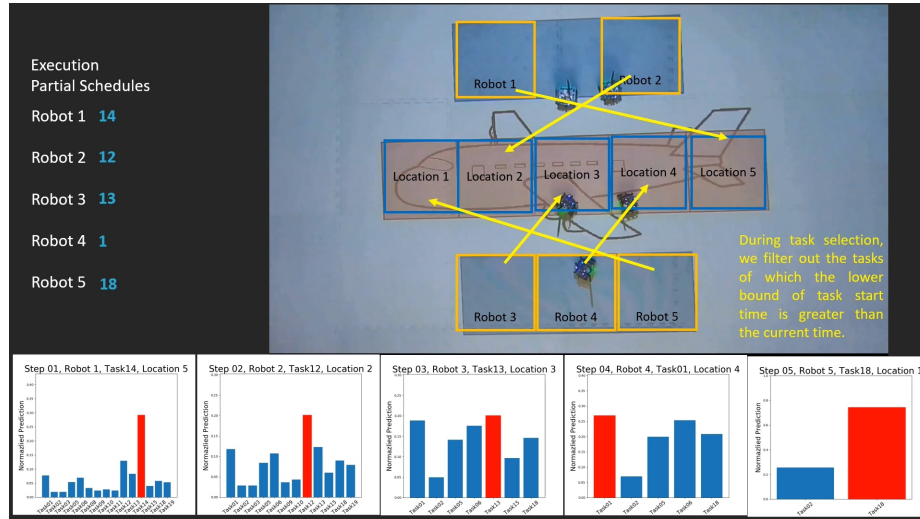 Execution
Partial Schedules
Robot 1 14
Robot 2 12
Robot 3 13
Robot 4 1
Robot 5 18
Robot 1
Robot 2
Location 1
Location 2
Location 3
Location 4
Location 5
Robot 3
Robot 4
Robot 5
During task selection,
we filter out the tasks
of which the lower
bound of task start
time is greater than
the current time.
Step 01, Robot 1, Task14, Location 5
Normazlied Prediction
Step 02, Robot 2, Task12, Location 2
Normazlied Prediction
Step 03, Robot 3, Task13, Location 3
Normazlied Prediction
Task01
Task02
Task05
Task06
Task13
Task15
Task18
Step 04, Robot 4, Task01, Location 4
Normazlied Prediction
Task01
Task02
Task05
Task06
Task18
Step 05, Robot 5, Task18, Location 1
Normazlied Prediction
Task02
Task18